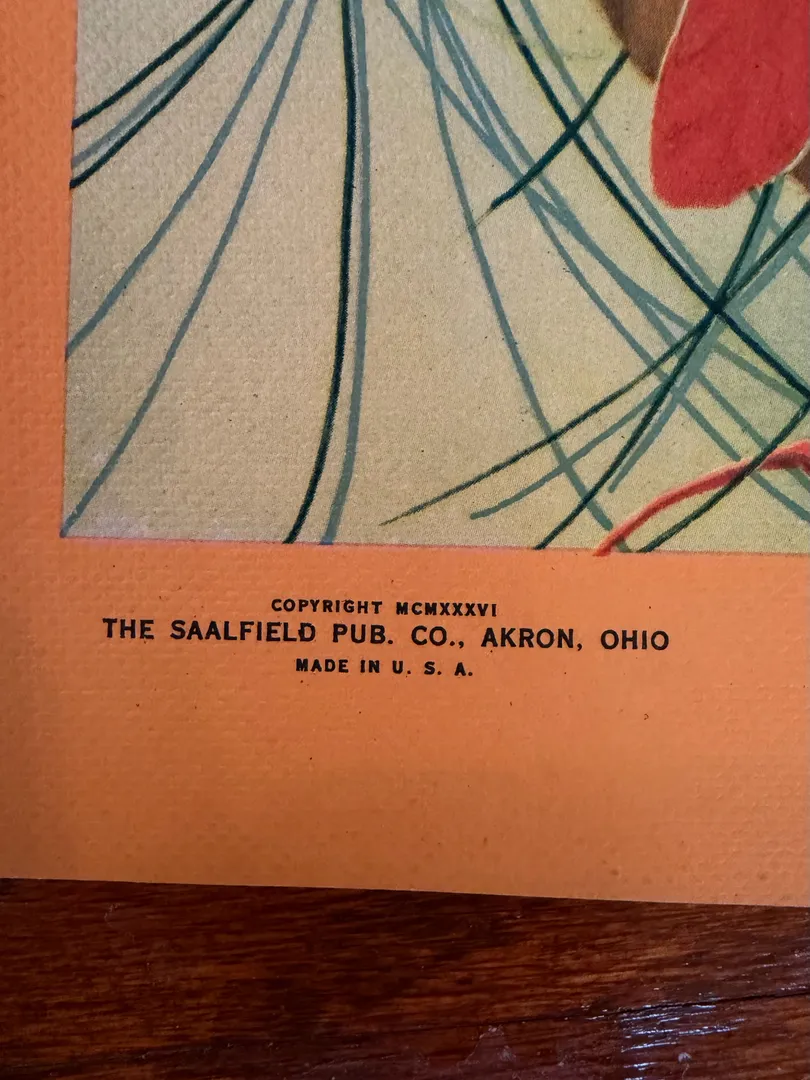 COPYRIGHT MCMXXXVI
THE SAALFIELD PUB. CO., AKRON, OHIO
MADE IN U. S. A.